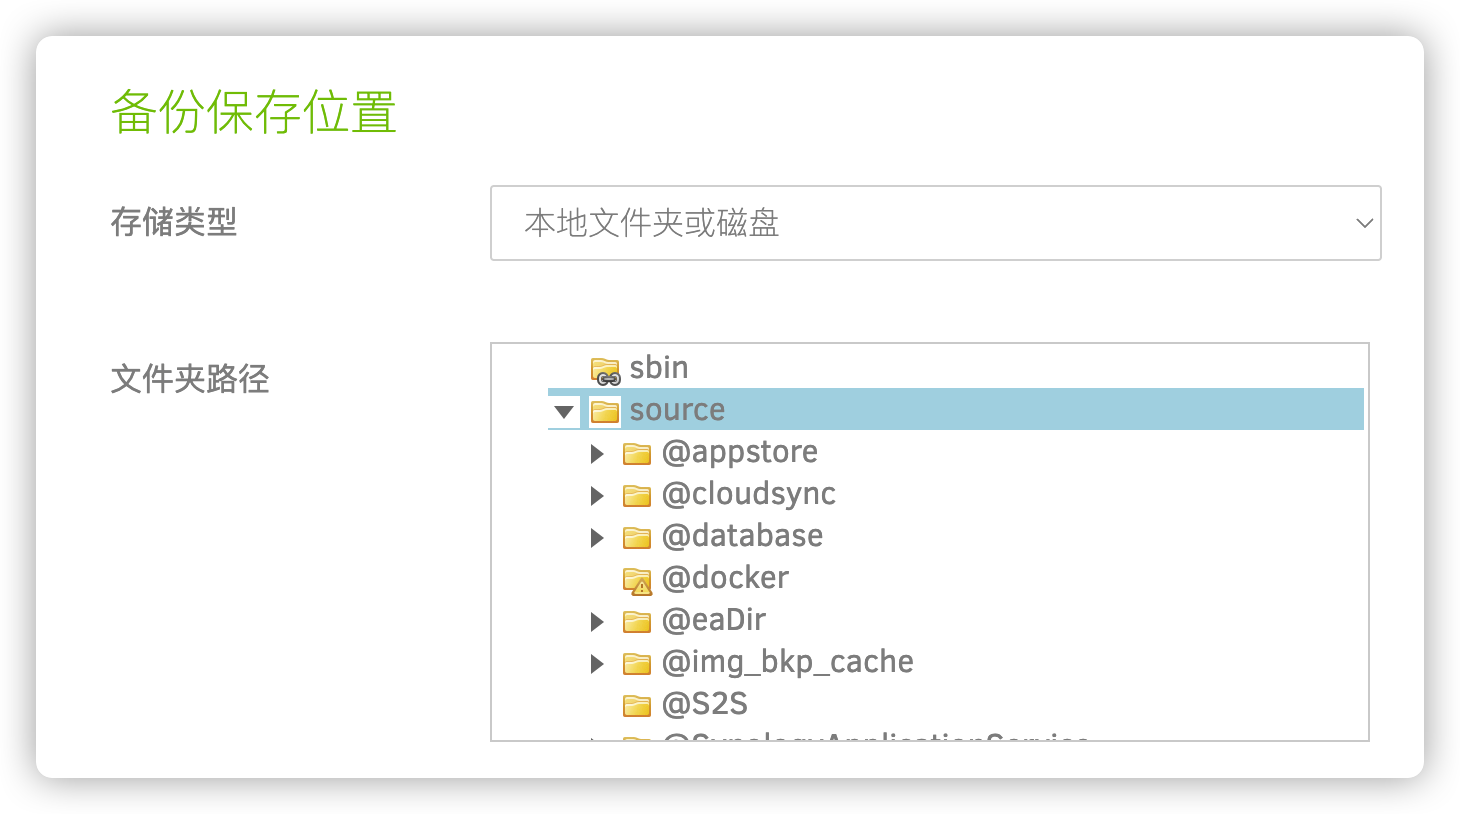 备份保存位置
存储类型
本地文件夹或磁盘
文件夹路径
sbin
source
@appstore
@cloudsync
@database
@docker
@eaDir
@img_bkp_cache
@S2S
@SynologyApplicationService